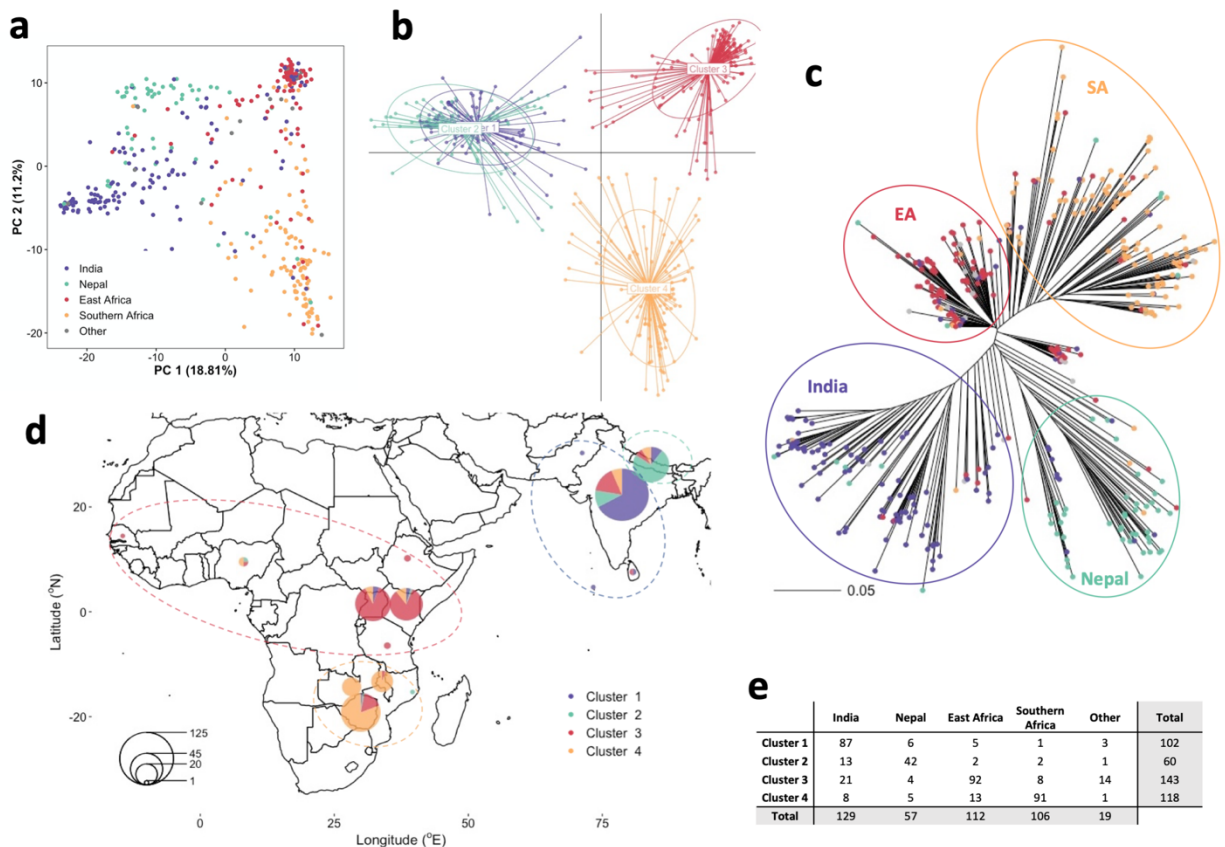 a
10
0
-10
-20
PC 2 (11.2%)
India
Nepal
East Africa
Southern Africa
Other
-20
-10
0
10
PC 1 (18.81%)
b
Cluster 3
Cluster 2
er 1
Cluster 4
c
SA
EA
India
Nepal
0.05
d
20
0
-20
Latitude (°N)
0
25
50
75
Longitude (°E)
125
45
20
1
Cluster 1
Cluster 2
Cluster 3
Cluster 4
e
India Nepal East Africa Southern Africa Other Total
Cluster 1 87 6 5 1 3 102
Cluster 2 13 42 2 2 1 60
Cluster 3 21 4 92 8 14 143
Cluster 4 8 5 13 91 1 118
Total 129 57 112 106 19